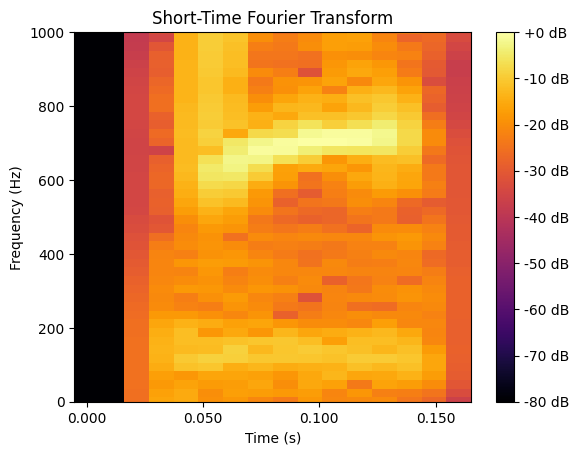 Short-Time Fourier Transform
1000
800
600
400
200
0
Frequency (Hz)
0.000
0.050
0.100
0.150
Time (s)
+0 dB
-10 dB
-20 dB
-30 dB
-40 dB
-50 dB
-60 dB
-70 dB
-80 dB